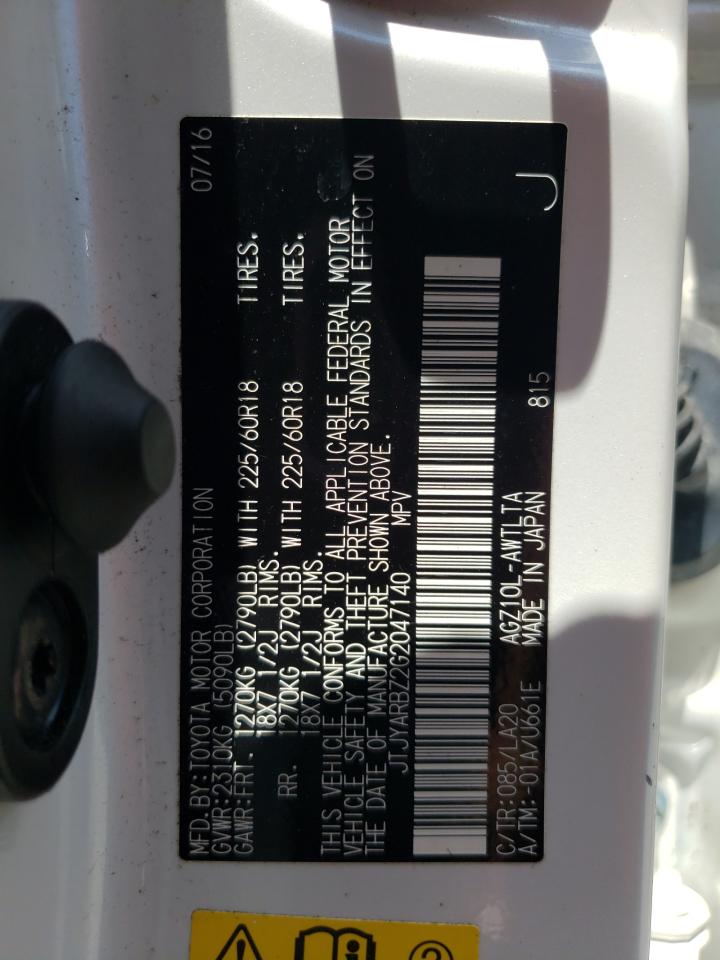 MFD.BY:TOYOTA MOTOR CORPORATION 07/16
GVWR:2310KG (5090LB)
GAWR:FRT. 1270KG (2790LB) WITH 225/60R18 TIRES.
18X7 1/2J RIMS.
RR. 1270KG (2790LB) WITH 225/60R18 TIRES.
18X7 1/2J RIMS.
THIS VEHICLE CONFORMS TO ALL APPLICABLE FEDERAL MOTOR
VEHICLE SAFETY AND THEFT PREVENTION STANDARDS IN EFFECT ON
THE DATE OF MANUFACTURE SHOWN ABOVE.
JTJYARBZ2G2047140 MPV
C/TR:085/LA20 AGZ10L-AWTLTA
A/TM:-01A/U661E MADE IN JAPAN 815 J